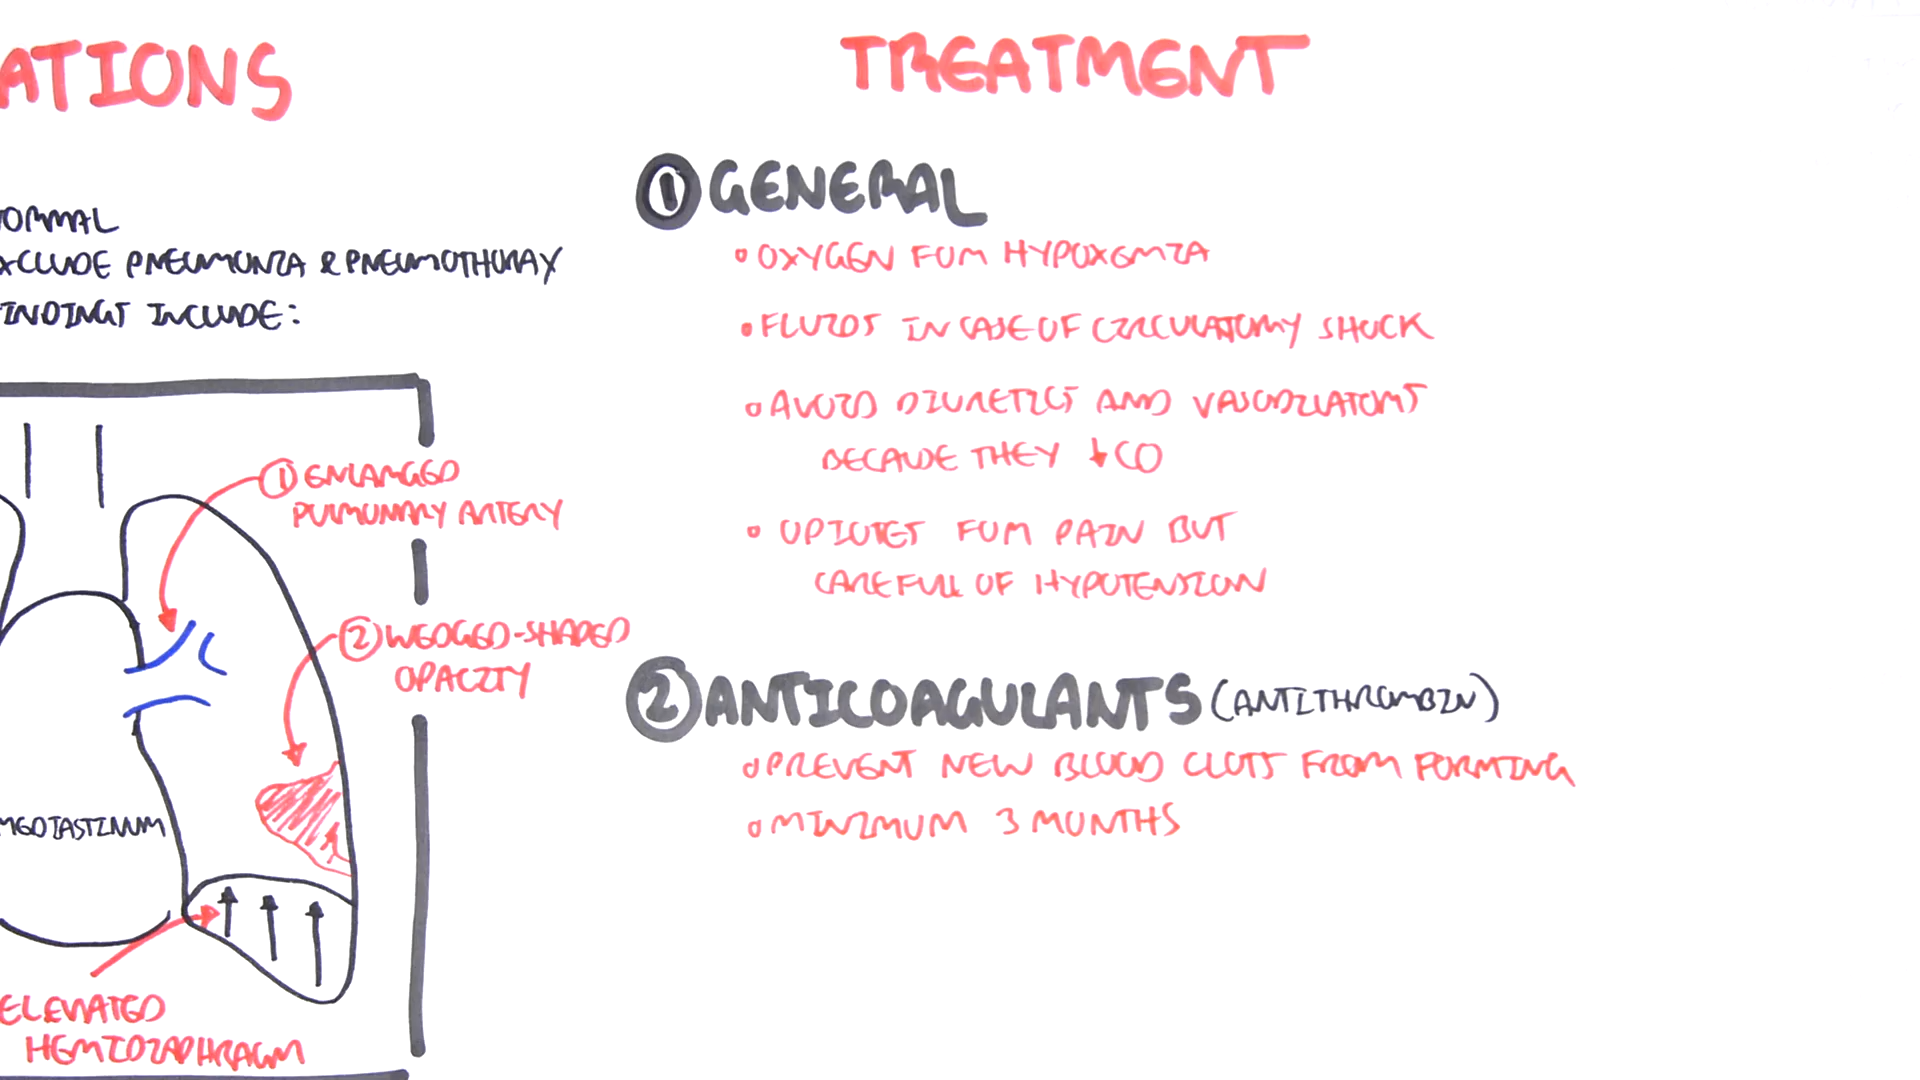 ATIONS
ORMAL
XCLUDE PNEUMONIA & PNEUMOTHORAX
INDINGS INCLUDE:
① ENLARGED
PULMONARY ARTERY
② WEDGED-SHAPED
OPACITY
MEDIASTINUM
ELEVATED
HEMIDIAPHRAGM
TREATMENT
① GENERAL
• OXYGEN FOR HYPOXEMIA
• FLUIDS IN CASE OF CIRCULATORY SHOCK
• AVOID DIURETICS AND VASODILATORS
BECAUSE THEY ↓ CO
• OPIOTES FOR PAIN BUT
CAREFULL OF HYPOTENSION
② ANTICOAGULANTS (ANTITHROMBIN)
• PREVENT NEW BLOOD CLOTS FROM FORMING
• MINIMUM 3 MONTHS